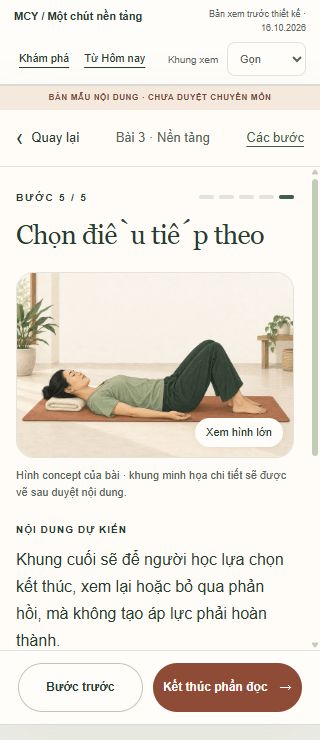 MCY / Một chút nền tảng
Bản xem trước thiết kế ·
16.10.2026
Khám phá
Từ Hôm nay
Khung xem
Gọn
BẢN MẪU NỘI DUNG · CHƯA DUYỆT CHUYÊN MÔN
‹ Quay lại
Bài 3 · Nền tảng
Các bước
BƯỚC 5 / 5
Chọn điều tiếp theo
Xem hình lớn
Hình concept của bài · khung minh họa chi tiết sẽ được
vẽ sau duyệt nội dung.
NỘI DUNG DỰ KIẾN
Khung cuối sẽ để người học lựa chọn
kết thúc, xem lại hoặc bỏ qua phản
hồi, mà không tạo áp lực phải hoàn
thành.
Bước trước
Kết thúc phần đọc →